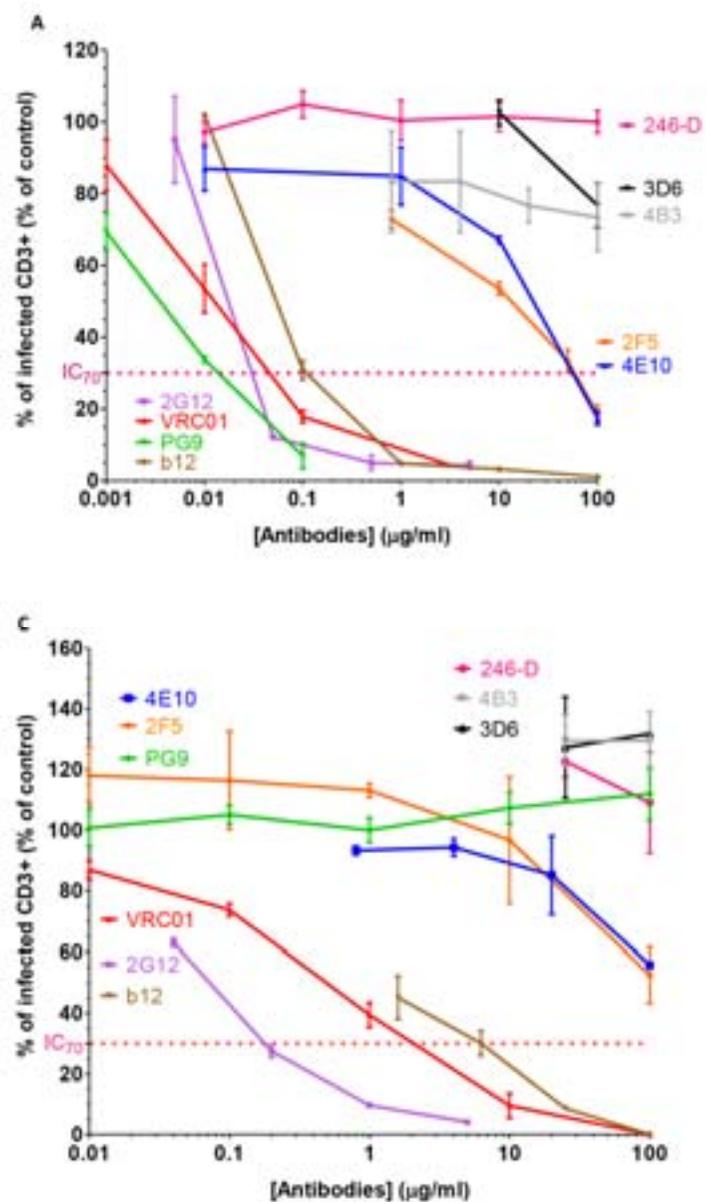 A
% of infected CD3+ (% of control)
120
100
80
60
40
20
0
IC70
246-D
3D6
4B3
2F5
4E10
2G12
VRC01
PG9
b12
0.001 0.01 0.1 1 10 100
[Antibodies] (µg/ml)
C
% of infected CD3+ (% of control)
160
140
120
100
80
60
40
20
0
IC70
4E10
2F5
PG9
246-D
4B3
3D6
VRC01
2G12
b12
0.01 0.1 1 10 100
[Antibodies] (µg/ml)